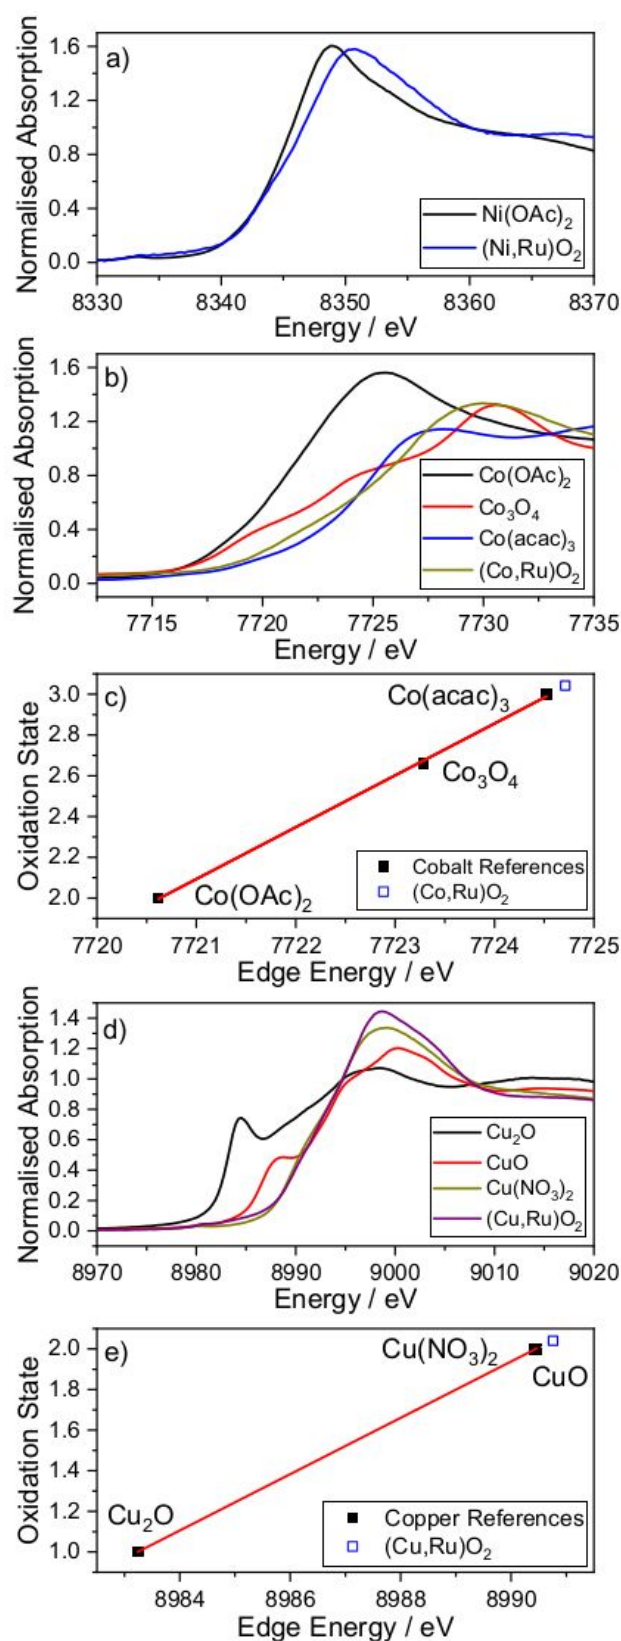 a)
Normalised Absorption
1.6
1.2
0.8
0.4
0.0
Ni(OAc)2
(Ni,Ru)O2
8330 8340 8350 8360 8370
Energy / eV
b)
Normalised Absorption
1.6
1.2
0.8
0.4
0.0
Co(OAc)2
Co3O4
Co(acac)3
(Co,Ru)O2
7715 7720 7725 7730 7735
Energy / eV
c)
Oxidation State
3.0
2.8
2.6
2.4
2.2
2.0
Co(acac)3
Co3O4
Co(OAc)2
Cobalt References
(Co,Ru)O2
7720 7721 7722 7723 7724 7725
Edge Energy / eV
d)
Normalised Absorption
1.4
1.2
1.0
0.8
0.6
0.4
0.2
0.0
Cu2O
CuO
Cu(NO3)2
(Cu,Ru)O2
8970 8980 8990 9000 9010 9020
Energy / eV
e)
Oxidation State
2.0
1.8
1.6
1.4
1.2
1.0
Cu(NO3)2
CuO
Cu2O
Copper References
(Cu,Ru)O2
8984 8986 8988 8990
Edge Energy / eV